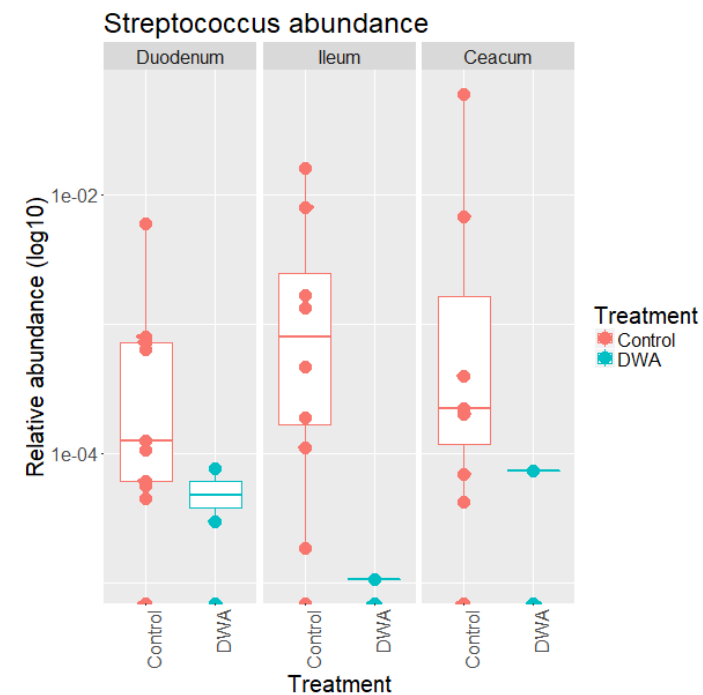 Streptococcus abundance
Duodenum
Ileum
Ceacum
Relative abundance (log10)
1e-02
1e-04
Control
DWA
Control
DWA
Control
DWA
Treatment
Treatment
Control
DWA